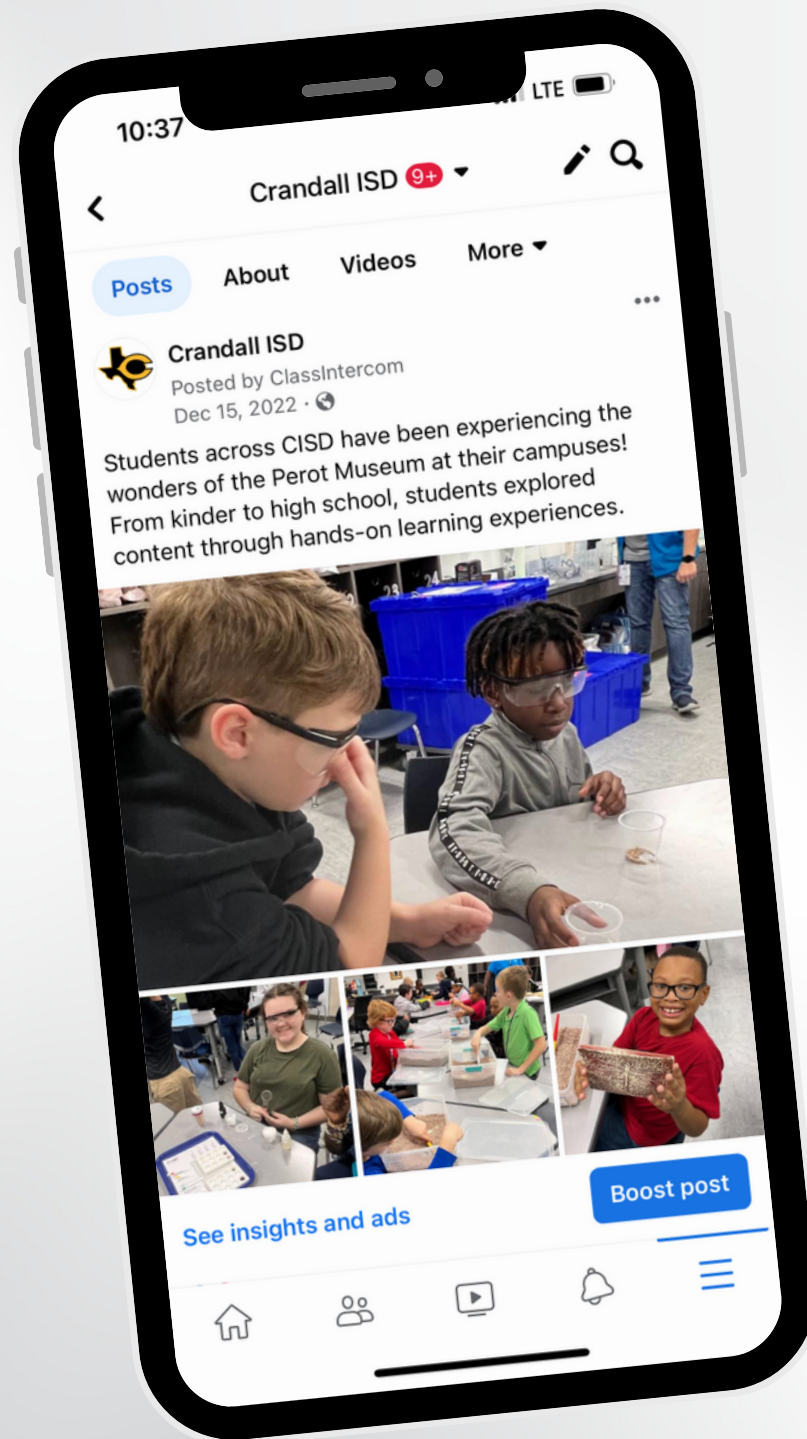 10:37
LTE
Crandall ISD 9+
Posts About Videos More
Crandall ISD
Posted by ClassIntercom
Dec 15, 2022 ·
Students across CISD have been experiencing the
wonders of the Perot Museum at their campuses!
From kinder to high school, students explored
content through hands-on learning experiences.
23 24
See insights and ads
Boost post